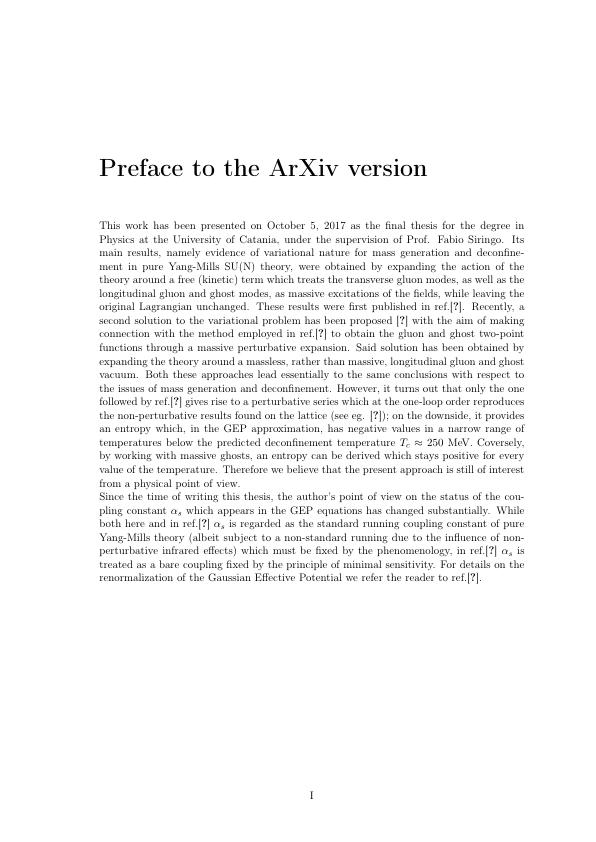 Preface to the ArXiv version
This work has been presented on October 5, 2017 as the final thesis for the degree in
Physics at the University of Catania, under the supervision of Prof. Fabio Siringo. Its
main results, namely evidence of variational nature for mass generation and deconfine-
ment in pure Yang-Mills SU(N) theory, were obtained by expanding the action of the
theory around a free (kinetic) term which treats the transverse gluon modes, as well as the
longitudinal gluon and ghost modes, as massive excitations of the fields, while leaving the
original Lagrangian unchanged. These results were first published in ref.[?]. Recently, a
second solution to the variational problem has been proposed [?] with the aim of making
connection with the method employed in ref.[?] to obtain the gluon and ghost two-point
functions through a massive perturbative expansion. Said solution has been obtained by
expanding the theory around a massless, rather than massive, longitudinal gluon and ghost
vacuum. Both these approaches lead essentially to the same conclusions with respect to
the issues of mass generation and deconfinement. However, it turns out that only the one
followed by ref.[?] gives rise to a perturbative series which at the one-loop order reproduces
the non-perturbative results found on the lattice (see eg. [?]); on the downside, it provides
an entropy which, in the GEP approximation, has negative values in a narrow range of
temperatures below the predicted deconfinement temperature T_c ≈ 250 MeV. Coversely,
by working with massive ghosts, an entropy can be derived which stays positive for every
value of the temperature. Therefore we believe that the present approach is still of interest
from a physical point of view.
Since the time of writing this thesis, the author's point of view on the status of the cou-
pling constant α_s which appears in the GEP equations has changed substantially. While
both here and in ref.[?] α_s is regarded as the standard running coupling constant of pure
Yang-Mills theory (albeit subject to a non-standard running due to the influence of non-
perturbative infrared effects) which must be fixed by the phenomenology, in ref.[?] α_s is
treated as a bare coupling fixed by the principle of minimal sensitivity. For details on the
renormalization of the Gaussian Effective Potential we refer the reader to ref.[?].
I